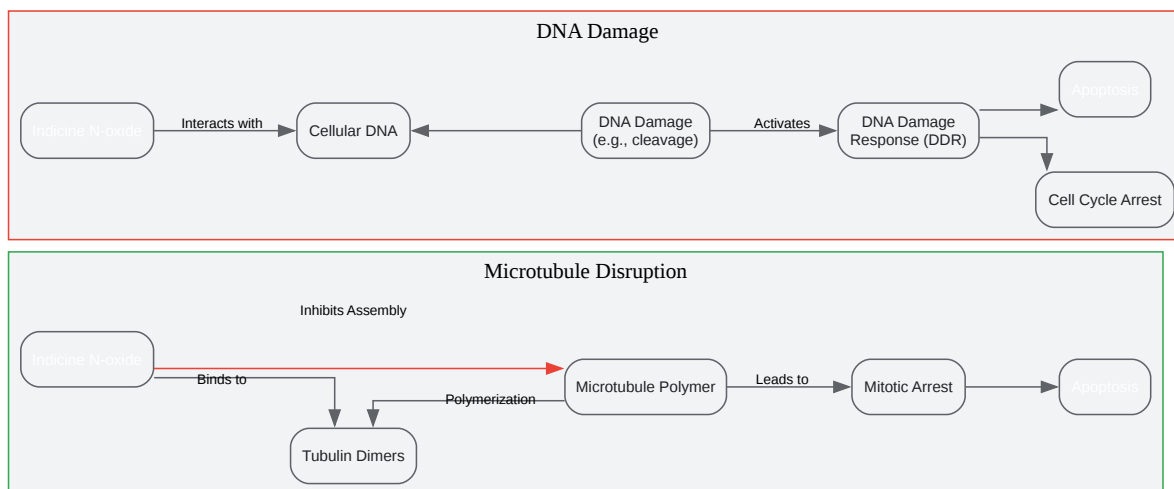 DNA Damage
Indicine N-oxide
Interacts with
Cellular DNA
DNA Damage
(e.g., cleavage)
Activates
DNA Damage
Response (DDR)
Apoptosis
Cell Cycle Arrest
Microtubule Disruption
Inhibits Assembly
Indicine N-oxide
Binds to
Polymerization
Tubulin Dimers
Microtubule Polymer
Leads to
Mitotic Arrest
Apoptosis